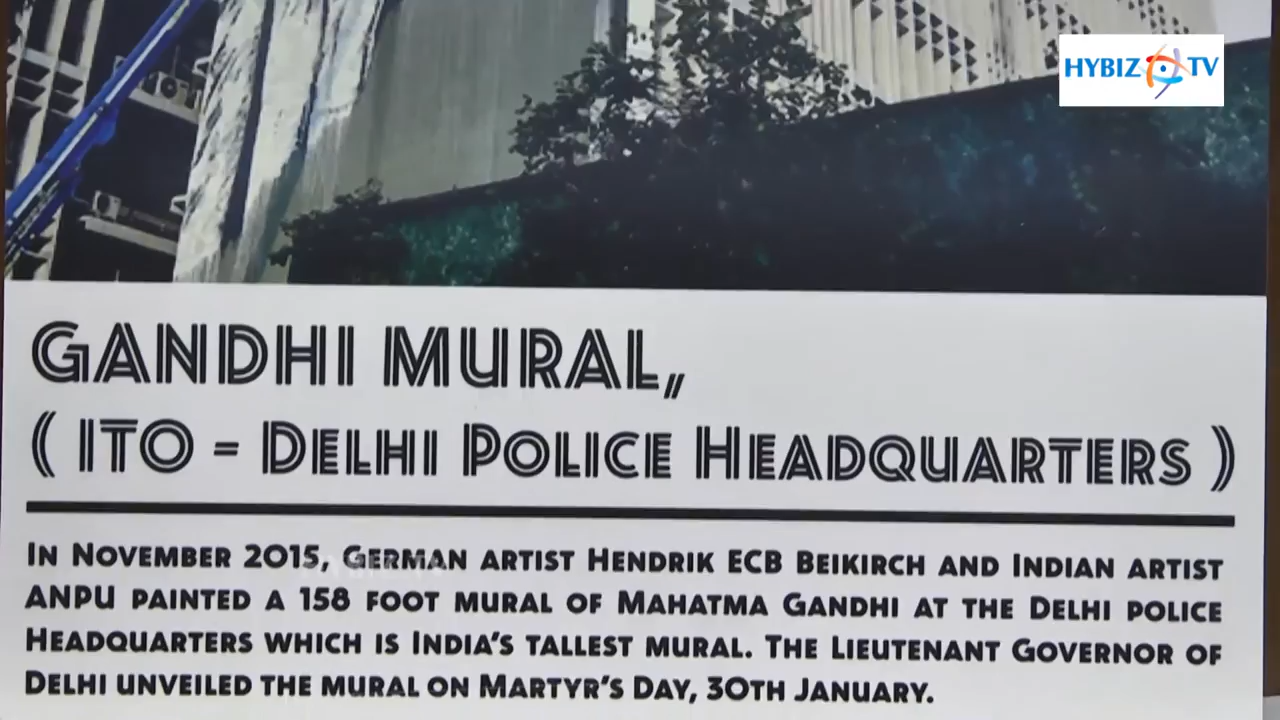 HYBIZ TV
GANDHI MURAL,,
( ITO - DELHI POLICE HEADQUARTERS )
IN NOVEMBER 2015, GERMAN ARTIST HENDRIK ECB BEIKIRCH AND INDIAN ARTIST
ANPU PAINTED A 158 FOOT MURAL OF MAHATMA GANDHI AT THE DELHI POLICE
HEADQUARTERS WHICH IS INDIA'S TALLEST MURAL. THE LIEUTENANT GOVERNOR OF
DELHI UNVEILED THE MURAL ON MARTYR'S DAY, 30TH JANUARY.